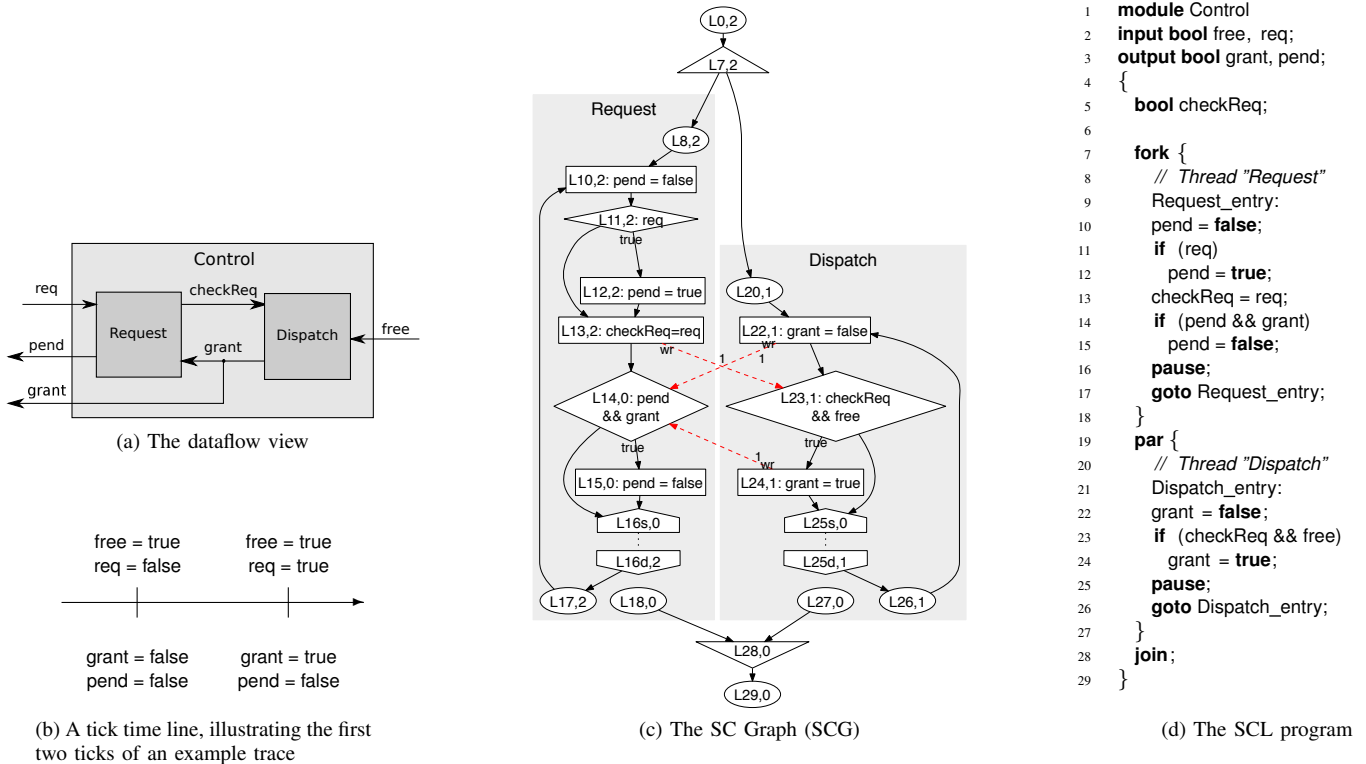 Control
req
checkReq
Request
Dispatch
free
pend
grant
grant
(a) The dataflow view
free = true
req = false
free = true
req = true
grant = false
pend = false
grant = true
pend = false
(b) A tick time line, illustrating the first
two ticks of an example trace
L0,2
L7,2
Request
L8,2
L10,2: pend = false
L11,2: req
true
L12,2: pend = true
L13,2: checkReq=req
wr
1
L14,0: pend
&& grant
true
L15,0: pend = false
L16s,0
L16d,2
L17,2
L18,0
Dispatch
L20,1
L22,1: grant = false
wr
1
L23,1: checkReq
&& free
true
1
wr
L24,1: grant = true
L25s,0
L25d,1
L27,0
L26,1
L28,0
L29,0
(c) The SC Graph (SCG)
1 module Control
2 input bool free, req;
3 output bool grant, pend;
4 {
5 bool checkReq;
6
7 fork {
8 // Thread "Request"
9 Request_entry:
10 pend = false;
11 if (req)
12 pend = true;
13 checkReq = req;
14 if (pend && grant)
15 pend = false;
16 pause;
17 goto Request_entry;
18 }
19 par {
20 // Thread "Dispatch"
21 Dispatch_entry:
22 grant = false;
23 if (checkReq && free)
24 grant = true;
25 pause;
26 goto Dispatch_entry;
27 }
28 join;
29 }
(d) The SCL program